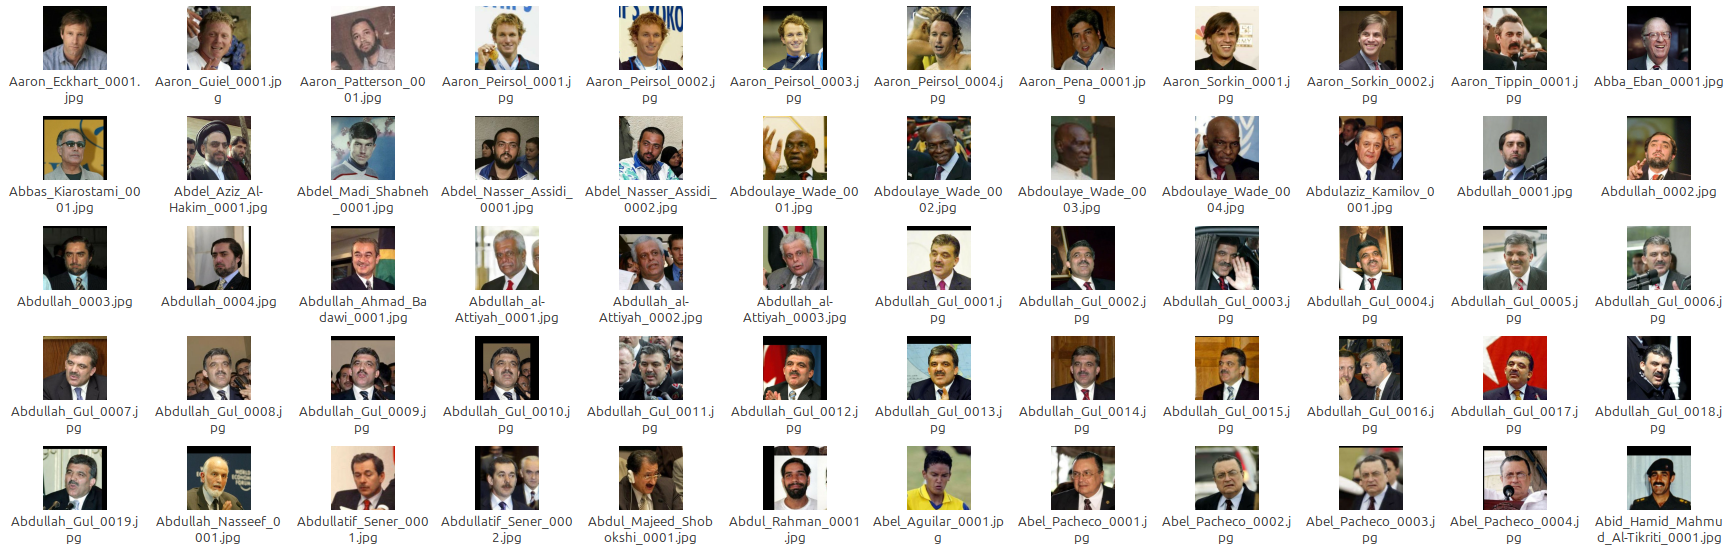 Aaron_Eckhart_0001.
jpg
Aaron_Guiel_0001.jp
g
Aaron_Patterson_00
01.jpg
Aaron_Peirsol_0001.j
pg
Aaron_Peirsol_0002.j
pg
Aaron_Peirsol_0003.j
pg
Aaron_Peirsol_0004.j
pg
Aaron_Pena_0001.jp
g
Aaron_Sorkin_0001.j
pg
Aaron_Sorkin_0002.j
pg
Aaron_Tippin_0001.j
pg
Abba_Eban_0001.jpg
Abbas_Kiarostami_00
01.jpg
Abdel_Aziz_Al-
Hakim_0001.jpg
Abdel_Madi_Shabneh
_0001.jpg
Abdel_Nasser_Assidi_
0001.jpg
Abdel_Nasser_Assidi_
0002.jpg
Abdoulaye_Wade_00
01.jpg
Abdoulaye_Wade_00
02.jpg
Abdoulaye_Wade_00
03.jpg
Abdoulaye_Wade_00
04.jpg
Abdulaziz_Kamilov_0
001.jpg
Abdullah_0001.jpg
Abdullah_0002.jpg
Abdullah_0003.jpg
Abdullah_0004.jpg
Abdullah_Ahmad_Ba
dawi_0001.jpg
Abdullah_al-
Attiyah_0001.jpg
Abdullah_al-
Attiyah_0002.jpg
Abdullah_al-
Attiyah_0003.jpg
Abdullah_Gul_0001.j
pg
Abdullah_Gul_0002.j
pg
Abdullah_Gul_0003.j
pg
Abdullah_Gul_0004.j
pg
Abdullah_Gul_0005.j
pg
Abdullah_Gul_0006.j
pg
Abdullah_Gul_0007.j
pg
Abdullah_Gul_0008.j
pg
Abdullah_Gul_0009.j
pg
Abdullah_Gul_0010.j
pg
Abdullah_Gul_0011.j
pg
Abdullah_Gul_0012.j
pg
Abdullah_Gul_0013.j
pg
Abdullah_Gul_0014.j
pg
Abdullah_Gul_0015.j
pg
Abdullah_Gul_0016.j
pg
Abdullah_Gul_0017.j
pg
Abdullah_Gul_0018.j
pg
Abdullah_Gul_0019.j
pg
Abdullah_Nasseef_0
001.jpg
Abdullatif_Sener_000
1.jpg
Abdullatif_Sener_000
2.jpg
Abdul_Majeed_Shob
okshi_0001.jpg
Abdul_Rahman_0001
.jpg
Abel_Aguilar_0001.jp
g
Abel_Pacheco_0001.j
pg
Abel_Pacheco_0002.j
pg
Abel_Pacheco_0003.j
pg
Abel_Pacheco_0004.j
pg
Abid_Hamid_Mahmu
d_Al-Tikriti_0001.jpg